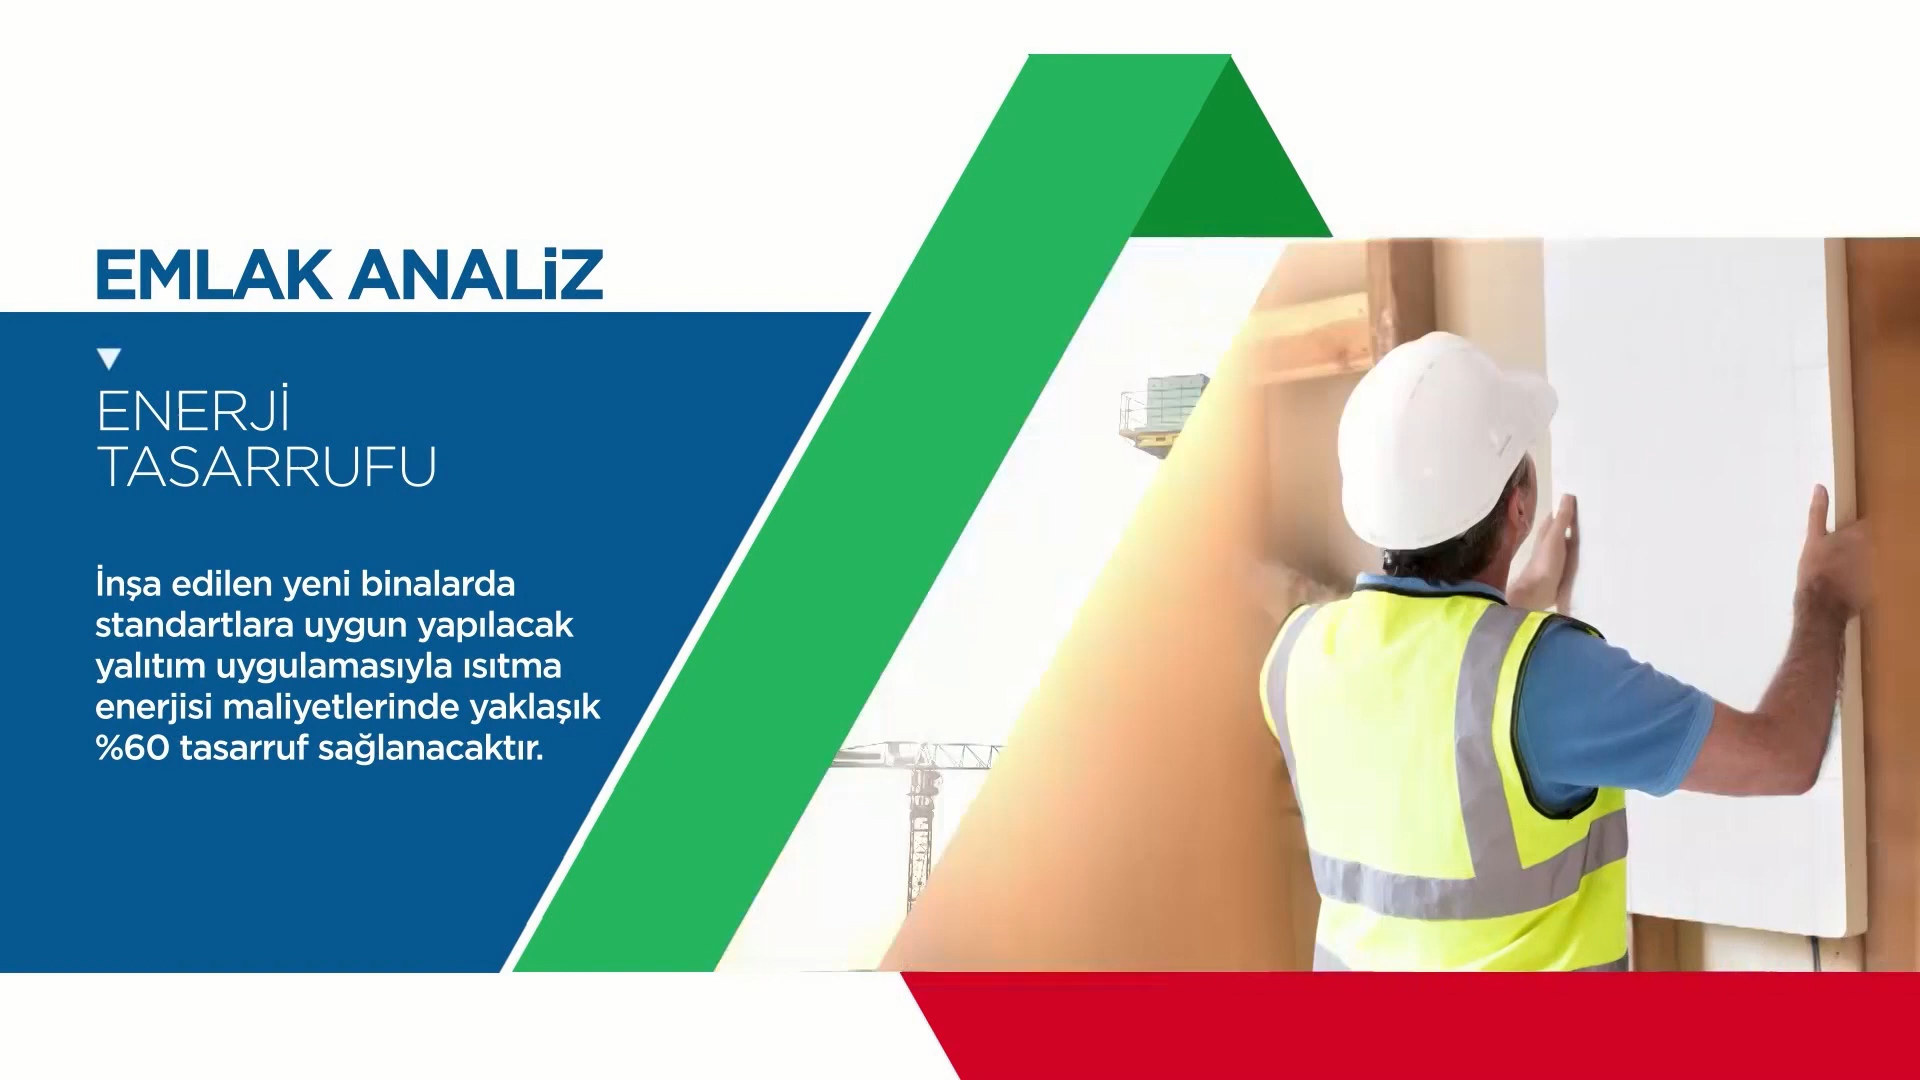 EMLAK ANALİZ
ENERJİ
TASARRUFU
İnşa edilen yeni binalarda
standartlara uygun yapılacak
yalıtım uygulamasıyla ısıtma
enerjisi maliyetlerinde yaklaşık
%60 tasarruf sağlanacaktır.